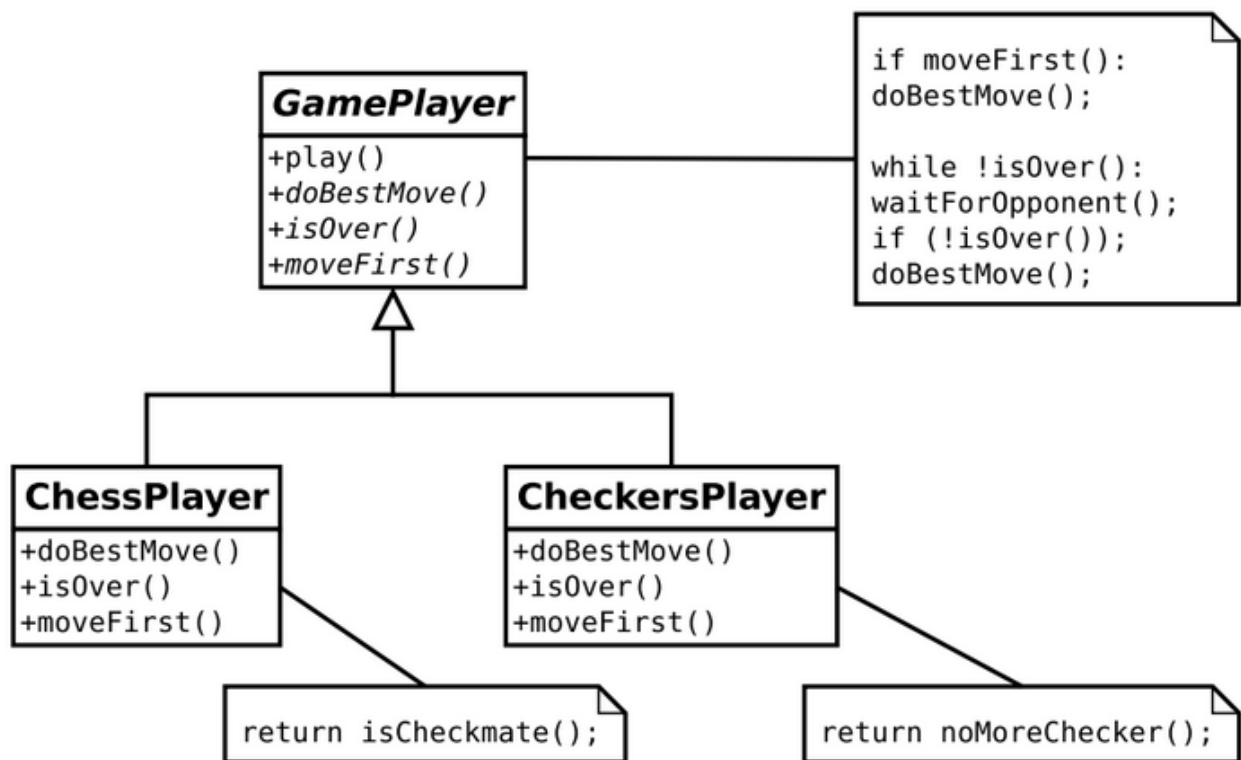 GamePlayer
+play()
+doBestMove()
+isOver()
+moveFirst()
if moveFirst():
doBestMove();
while !isOver():
waitForOpponent();
if (!isOver());
doBestMove();
ChessPlayer
+doBestMove()
+isOver()
+moveFirst()
return isCheckmate();
CheckersPlayer
+doBestMove()
+isOver()
+moveFirst()
return noMoreChecker();